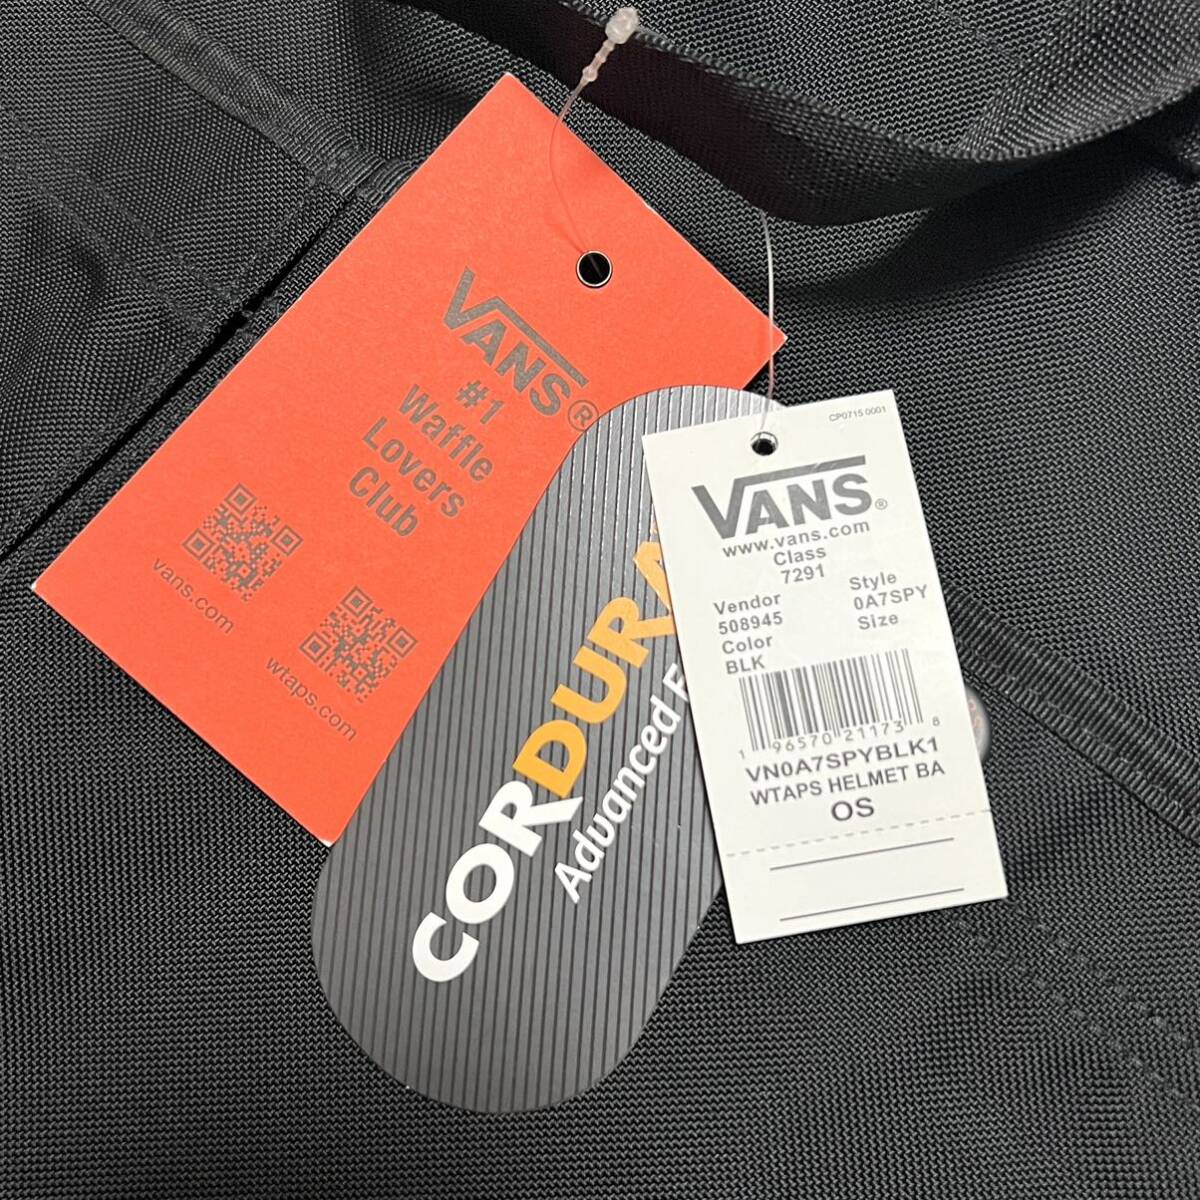 VANS®
#1
Waffle
Lovers
Club
vans.com
wtaps.com
CORDURA
Advanced
CP0715 0001
VANS®
www.vans.com
Class
7291
Vendor
508945
Color
BLK
Style
0A7SPY
Size
1 96570 21173 8
VN0A7SPYBLK1
WTAPS HELMET BA
OS